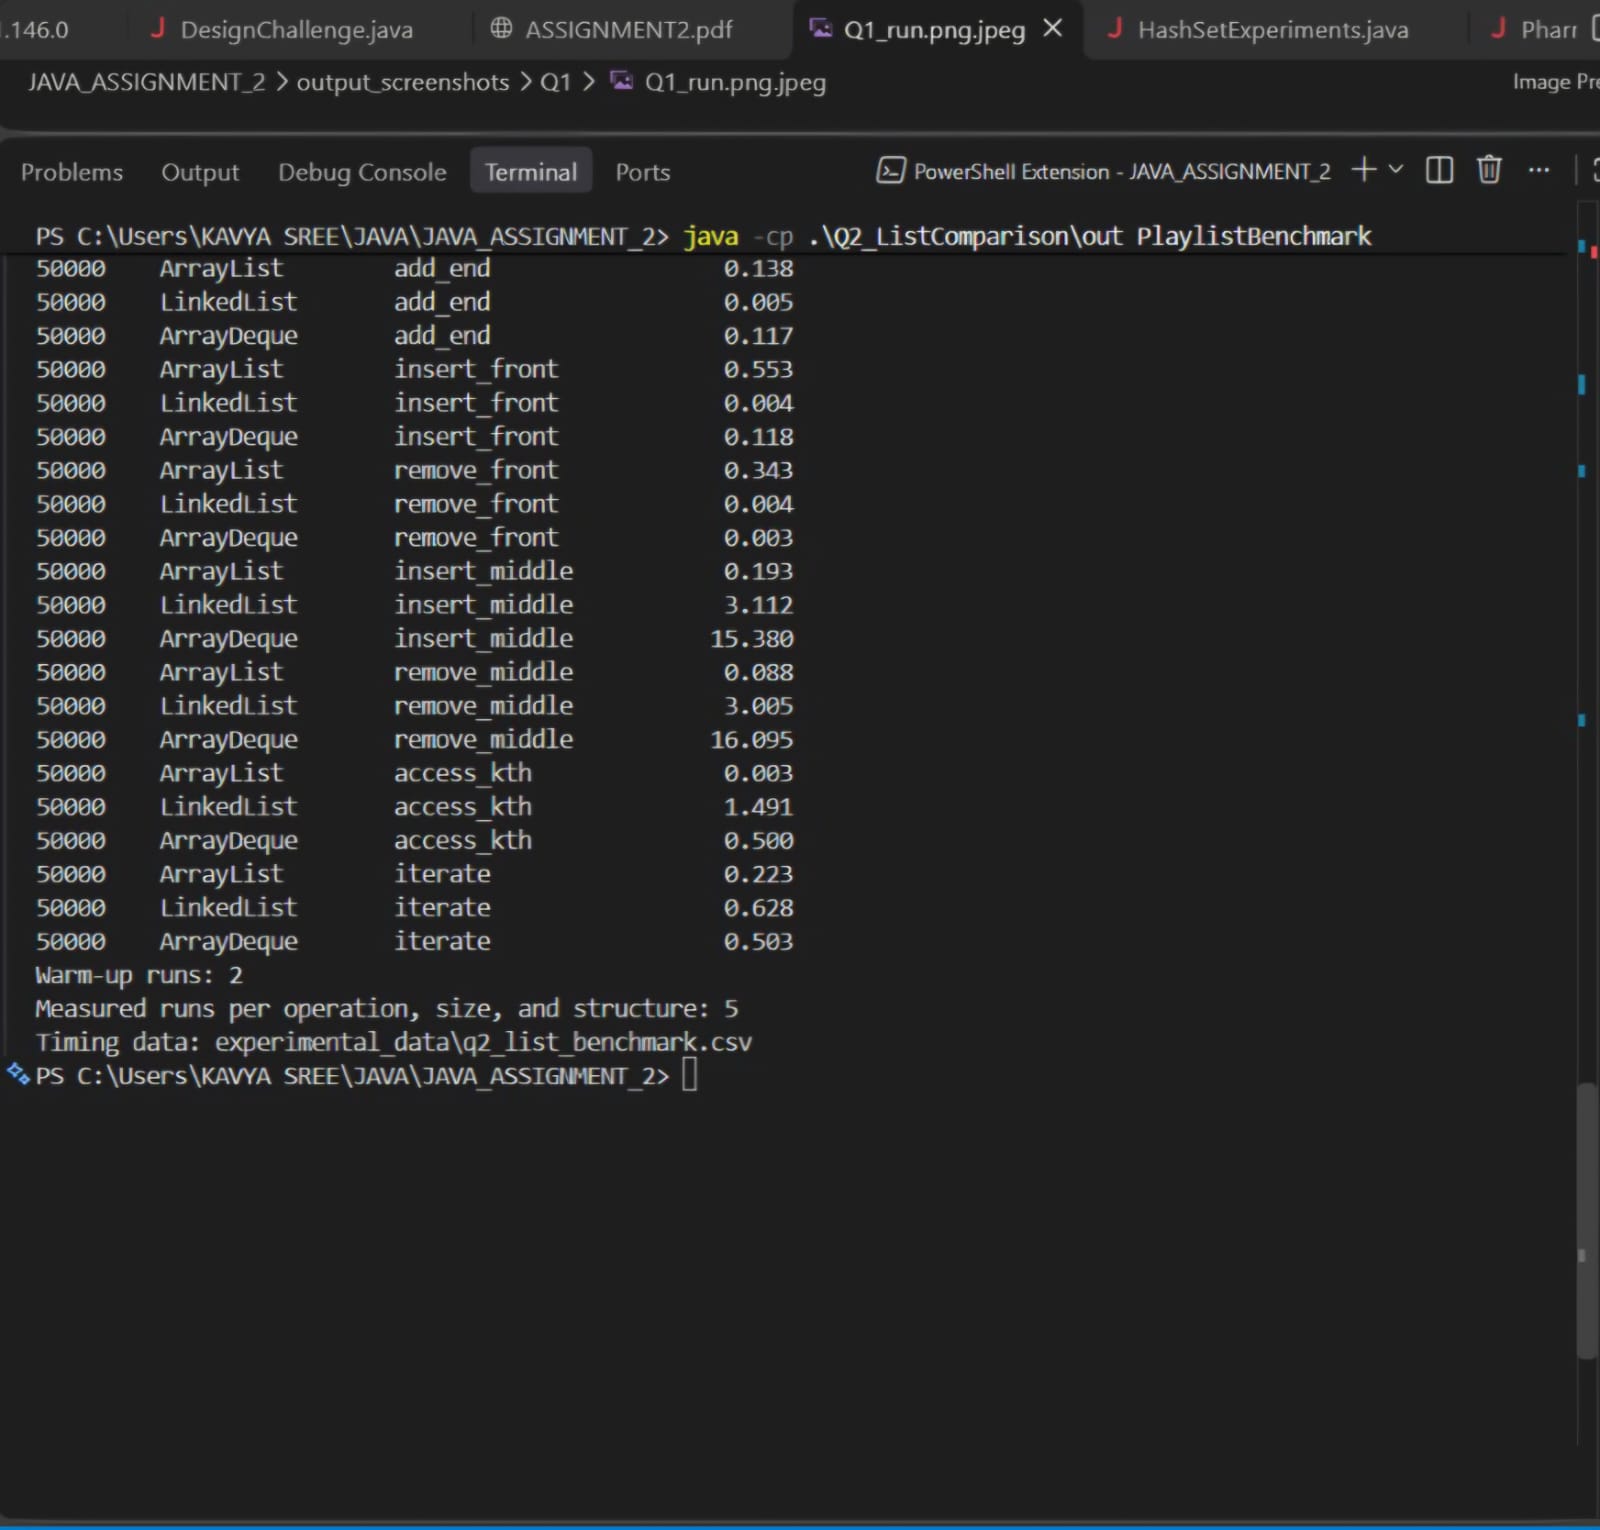 .146.0 DesignChallenge.java ASSIGNMENT2.pdf Q1_run.png.jpeg HashSetExperiments.java
JAVA_ASSIGNMENT_2 > output_screenshots > Q1 > Q1_run.png.jpeg Image
Problems Output Debug Console Terminal Ports PowerShell Extension - JAVA_ASSIGNMENT_2
PS C:\Users\KAVYA SREE\JAVA\JAVA_ASSIGNMENT_2> java -cp .\Q2_ListComparison\out PlaylistBenchmark
50000 ArrayList add_end 0.138
50000 LinkedList add_end 0.005
50000 ArrayDeque add_end 0.117
50000 ArrayList insert_front 0.553
50000 LinkedList insert_front 0.004
50000 ArrayDeque insert_front 0.118
50000 ArrayList remove_front 0.343
50000 LinkedList remove_front 0.004
50000 ArrayDeque remove_front 0.003
50000 ArrayList insert_middle 0.193
50000 LinkedList insert_middle 3.112
50000 ArrayDeque insert_middle 15.380
50000 ArrayList remove_middle 0.088
50000 LinkedList remove_middle 3.005
50000 ArrayDeque remove_middle 16.095
50000 ArrayList access_kth 0.003
50000 LinkedList access_kth 1.491
50000 ArrayDeque access_kth 0.500
50000 ArrayList iterate 0.223
50000 LinkedList iterate 0.628
50000 ArrayDeque iterate 0.503
Warm-up runs: 2
Measured runs per operation, size, and structure: 5
Timing data: experimental_data\q2_list_benchmark.csv
PS C:\Users\KAVYA SREE\JAVA\JAVA_ASSIGNMENT_2>